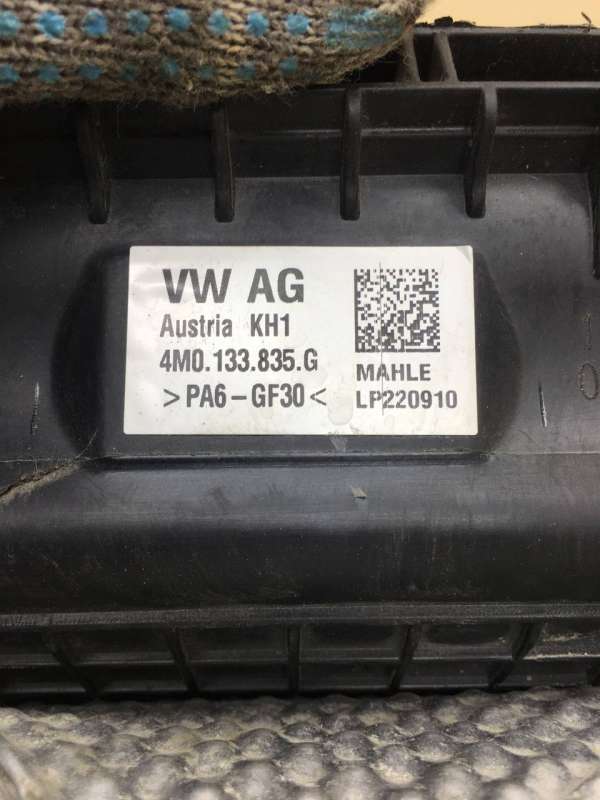 VW AG
Austria KH1
4M0.133.835.G
>PA6-GF30<
MAHLE
LP220910